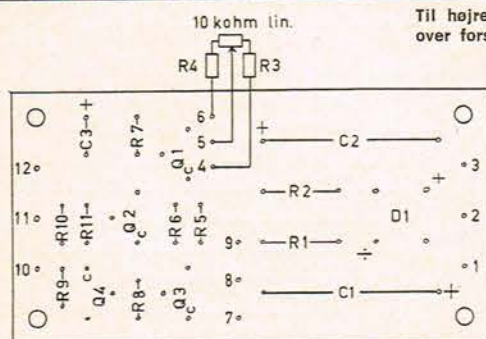 10 kohm lin.
Til højre
over fors
R4
R3
6
5
4
C3
+
R7
Q1
c
+
C2
3
12
R2
+
D1
R10
R11
Q2
c
R6
R5
2
11
9
R1
÷
10
R9
c
Q4
R8
Q3
c
8
7
1
C1
+